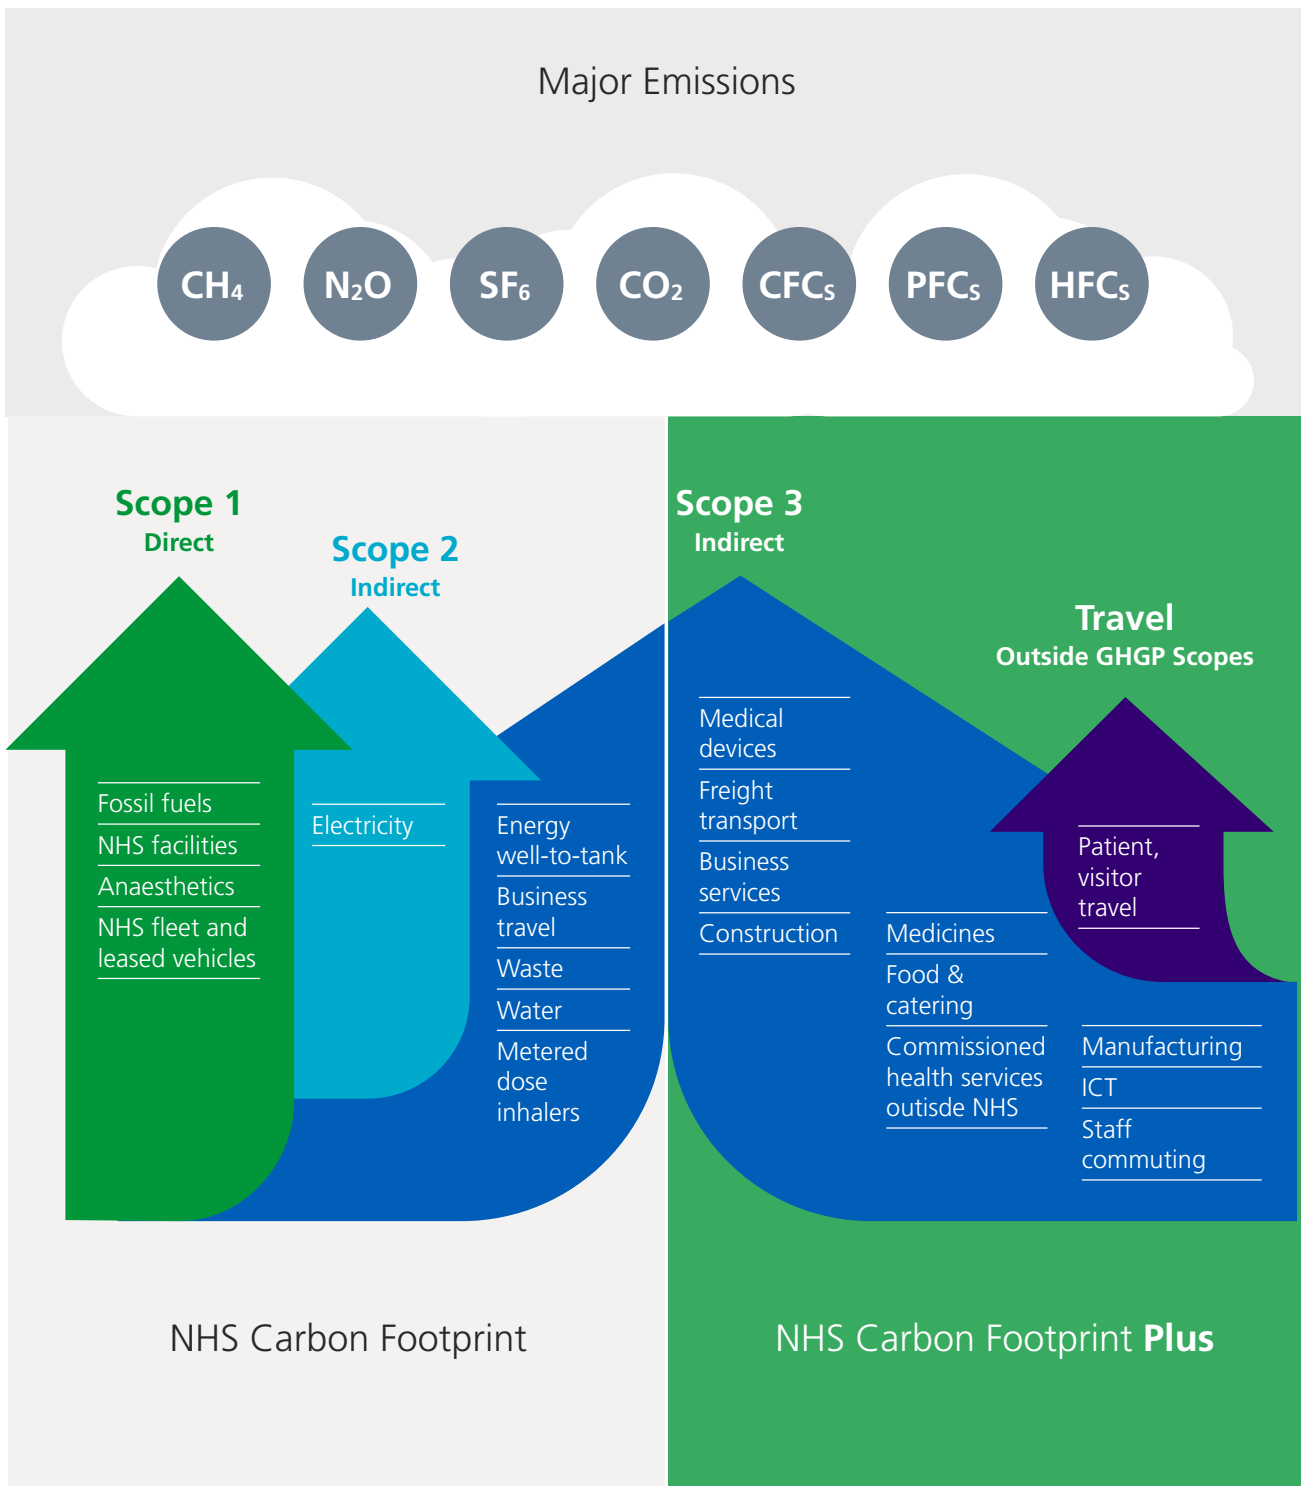 Major Emissions
CH₄
N₂O
SF₆
CO₂
CFCs
PFCs
HFCs
Scope 1
Direct
Fossil fuels
NHS facilities
Anaesthetics
NHS fleet and
leased vehicles
Scope 2
Indirect
Electricity
Energy
well-to-tank
Business
travel
Waste
Water
Metered
dose
inhalers
Scope 3
Indirect
Medical
devices
Freight
transport
Business
services
Construction
Medicines
Food &
catering
Commissioned
health services
outisde NHS
Manufacturing
ICT
Staff
commuting
Travel
Outside GHGP Scopes
Patient,
visitor
travel
NHS Carbon Footprint
NHS Carbon Footprint Plus